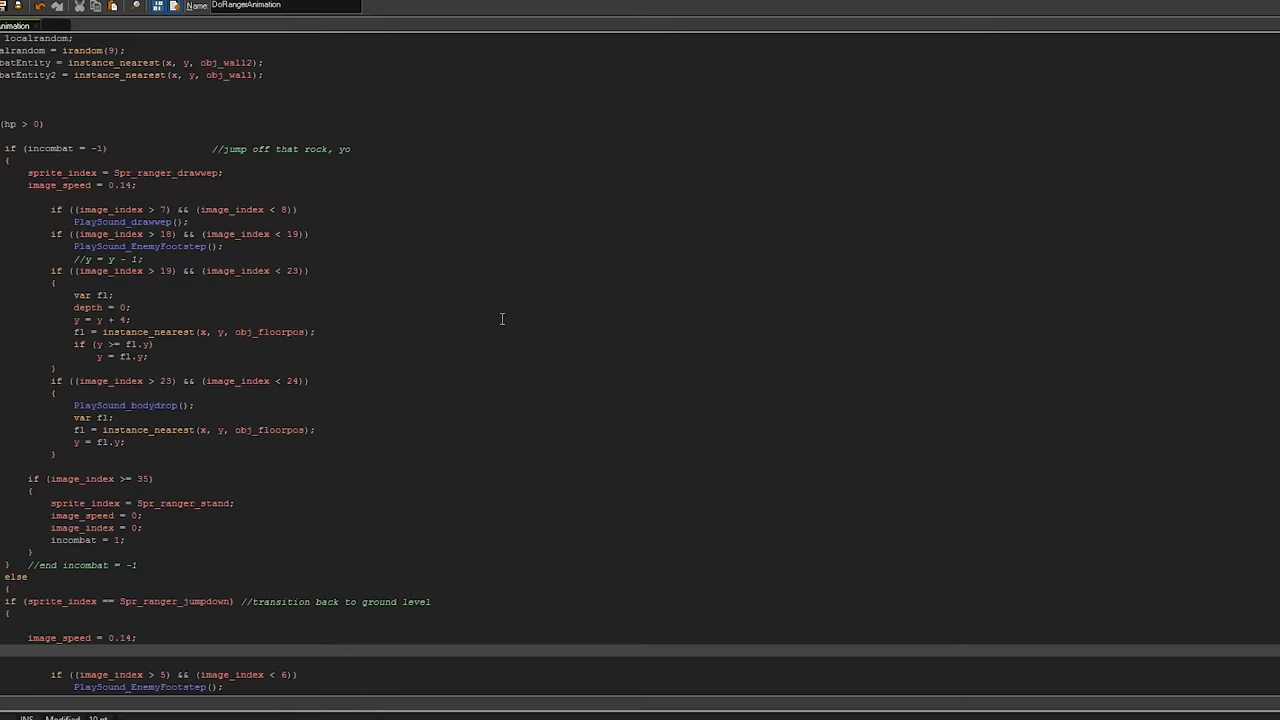 Name: DoRangerAnimation
nimation
localrandom;
alrandom = irandom(9);
batEntity = instance_nearest(x, y, obj_wall2);
batEntity2 = instance_nearest(x, y, obj_wall);
(hp > 0)
if (incombat = -1) //jump off that rock, yo
{
sprite_index = Spr_ranger_drawwep;
image_speed = 0.14;
if ((image_index > 7) && (image_index < 8))
PlaySound_drawwep();
if ((image_index > 18) && (image_index < 19))
PlaySound_EnemyFootstep();
//y = y - 1;
if ((image_index > 19) && (image_index < 23))
{
var fl;
depth = 0;
y = y + 4;
fl = instance_nearest(x, y, obj_floorpos);
if (y >= fl.y)
y = fl.y;
}
if ((image_index > 23) && (image_index < 24))
{
PlaySound_bodydrop();
var fl;
fl = instance_nearest(x, y, obj_floorpos);
y = fl.y;
}
if (image_index >= 35)
{
sprite_index = Spr_ranger_stand;
image_speed = 0;
image_index = 0;
incombat = 1;
}
} //end incombat = -1
else
{
if (sprite_index == Spr_ranger_jumpdown) //transition back to ground level
{
image_speed = 0.14;
if ((image_index > 5) && (image_index < 6))
PlaySound_EnemyFootstep();
INS Modified 10 pt